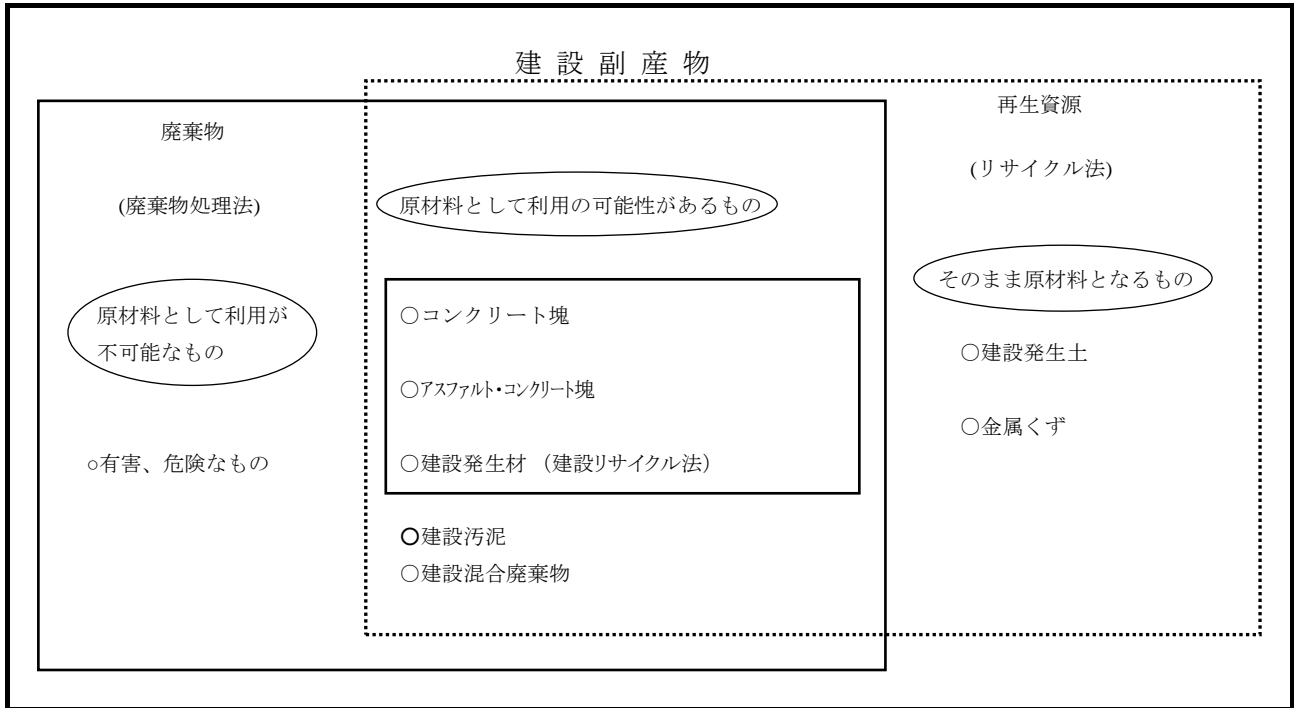 建設副産物
廃棄物
(廃棄物処理法)
原材料として利用が
不可能なもの
○有害、危険なもの
原材料として利用の可能性があるもの
○コンクリート塊
○アスファルト・コンクリート塊
○建設発生材 （建設リサイクル法）
○建設汚泥
○建設混合廃棄物
再生資源
(リサイクル法)
そのまま原材料となるもの
○建設発生土
○金属くず